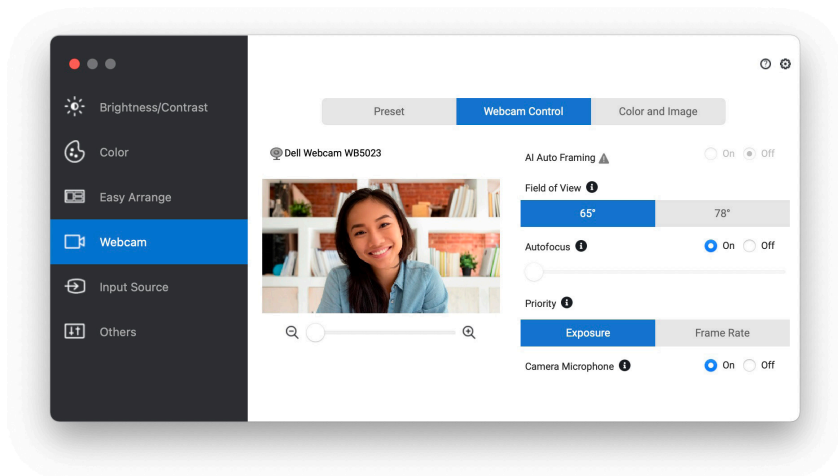 Brightness/Contrast
Color
Easy Arrange
Webcam
Input Source
Others
Preset Webcam Control Color and Image
Dell Webcam WB5023
AI Auto Framing On Off
Field of View
65° 78°
Autofocus On Off
Priority
Exposure Frame Rate
Camera Microphone On Off